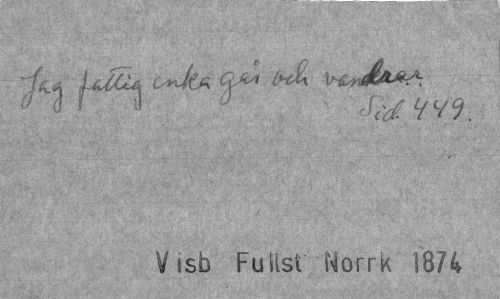 Jag fattig enka går och vandrar.
Sid. 449.
Visb Fullst Norrk 1874